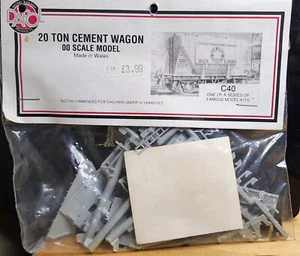 DAPOL
20 TON CEMENT WAGON
00 SCALE MODEL
Made in Wales
£3.99
C40
ONE OF A SERIES OF
FAMOUS MODEL KITS
NOT RECOMMENDED FOR CHILDREN UNDER 10 YEARS OLD